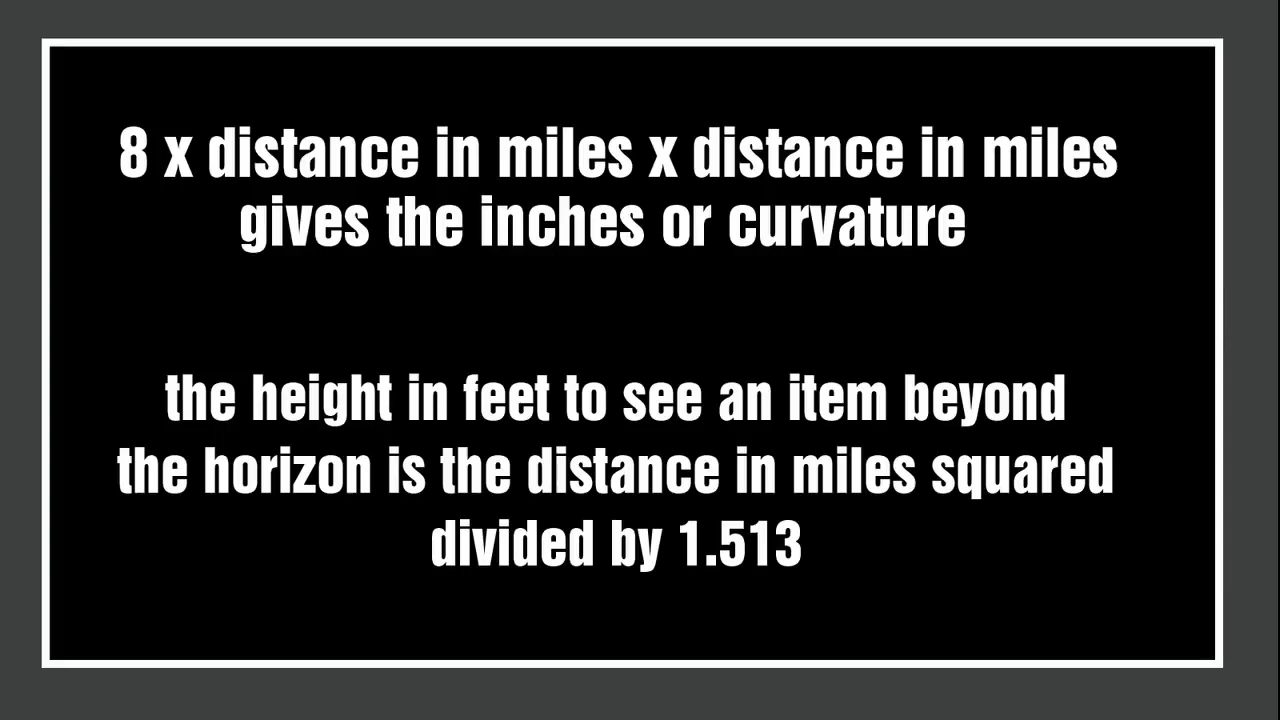 8 x distance in miles x distance in miles
gives the inches or curvature
the height in feet to see an item beyond
the horizon is the distance in miles squared
divided by 1.513